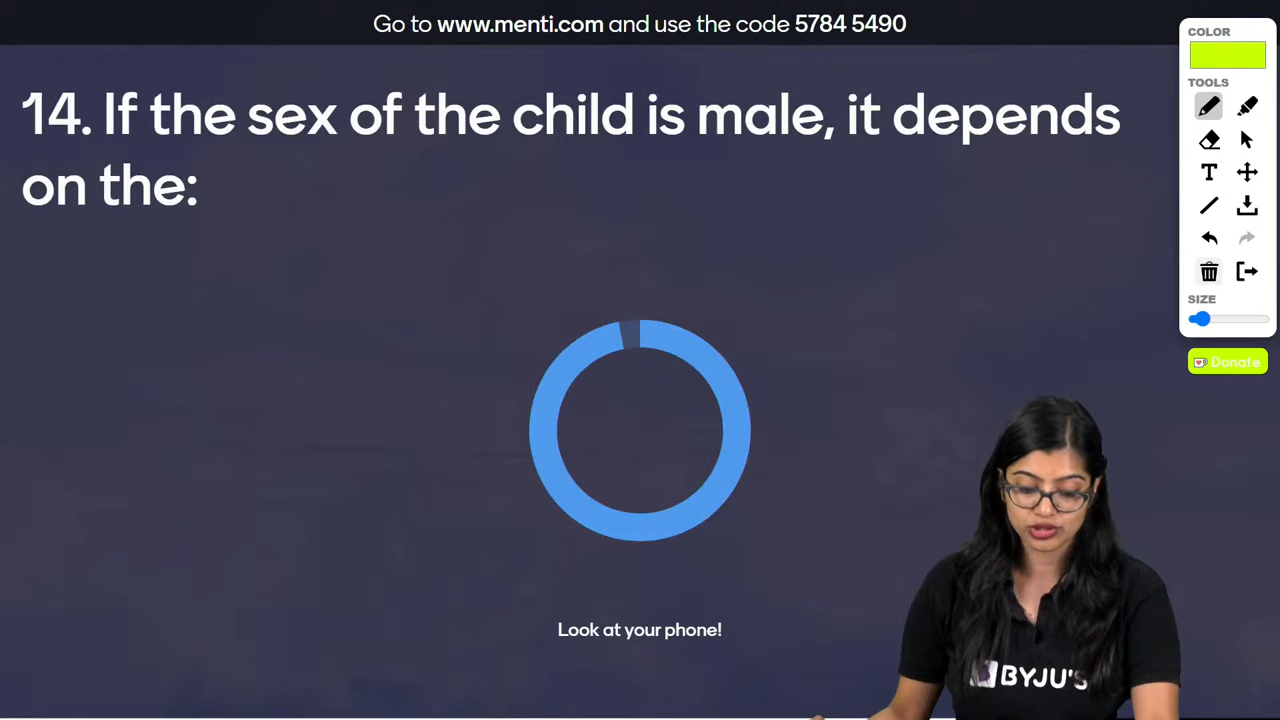 Go to www.menti.com and use the code 5784 5490
14. If the sex of the child is male, it depends
on the:
Look at your phone!
COLOR
TOOLS
T
SIZE
Donate
BYJU'S